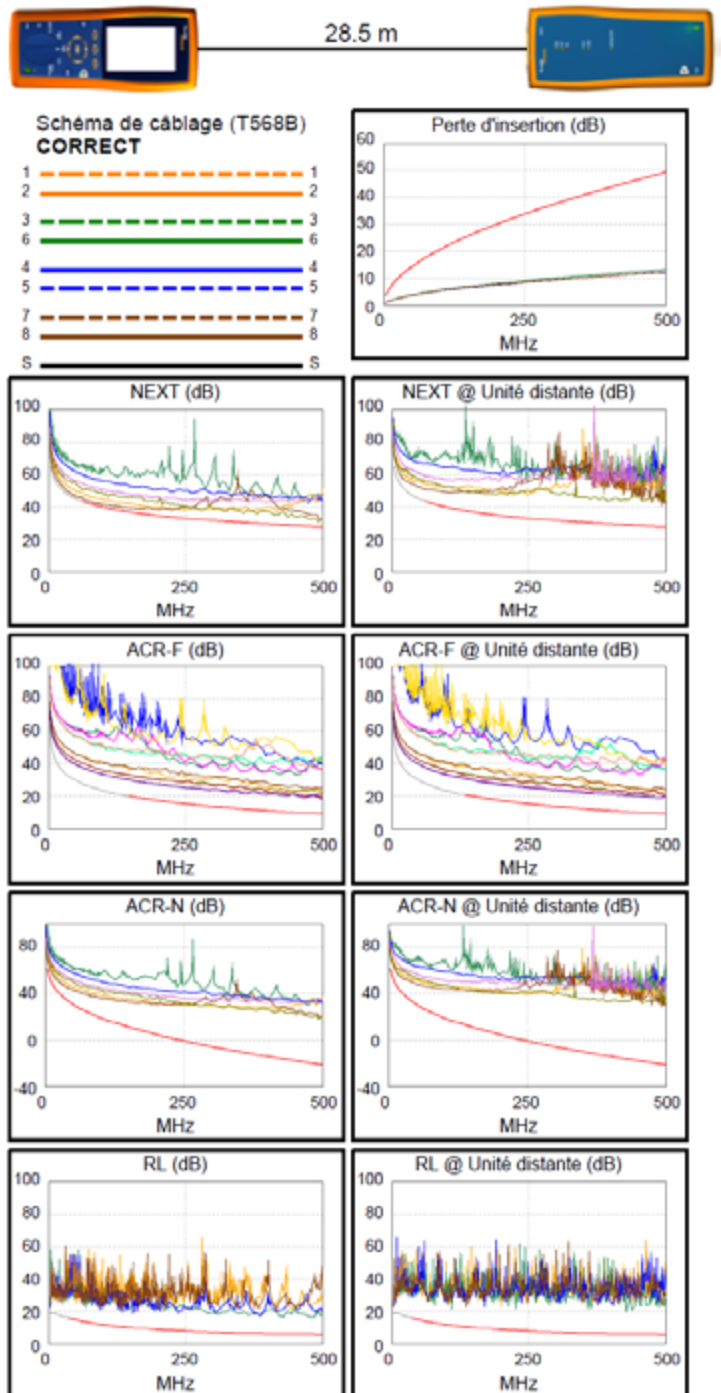 28.5 m
Schéma de câblage (T568B)
CORRECT
1 1
2 2
3 3
6 6
4 4
5 5
7 7
8 8
S S
Perte d'insertion (dB)
60
50
40
30
20
10
0
0 250 500
MHz
NEXT (dB)
100
80
60
40
20
0
0 250 500
MHz
NEXT @ Unité distante (dB)
100
80
60
40
20
0
0 250 500
MHz
ACR-F (dB)
100
80
60
40
20
0
0 250 500
MHz
ACR-F @ Unité distante (dB)
100
80
60
40
20
0
0 250 500
MHz
ACR-N (dB)
80
40
0
-40
0 250 500
MHz
ACR-N @ Unité distante (dB)
80
40
0
-40
0 250 500
MHz
RL (dB)
100
80
60
40
20
0
0 250 500
MHz
RL @ Unité distante (dB)
100
80
60
40
20
0
0 250 500
MHz